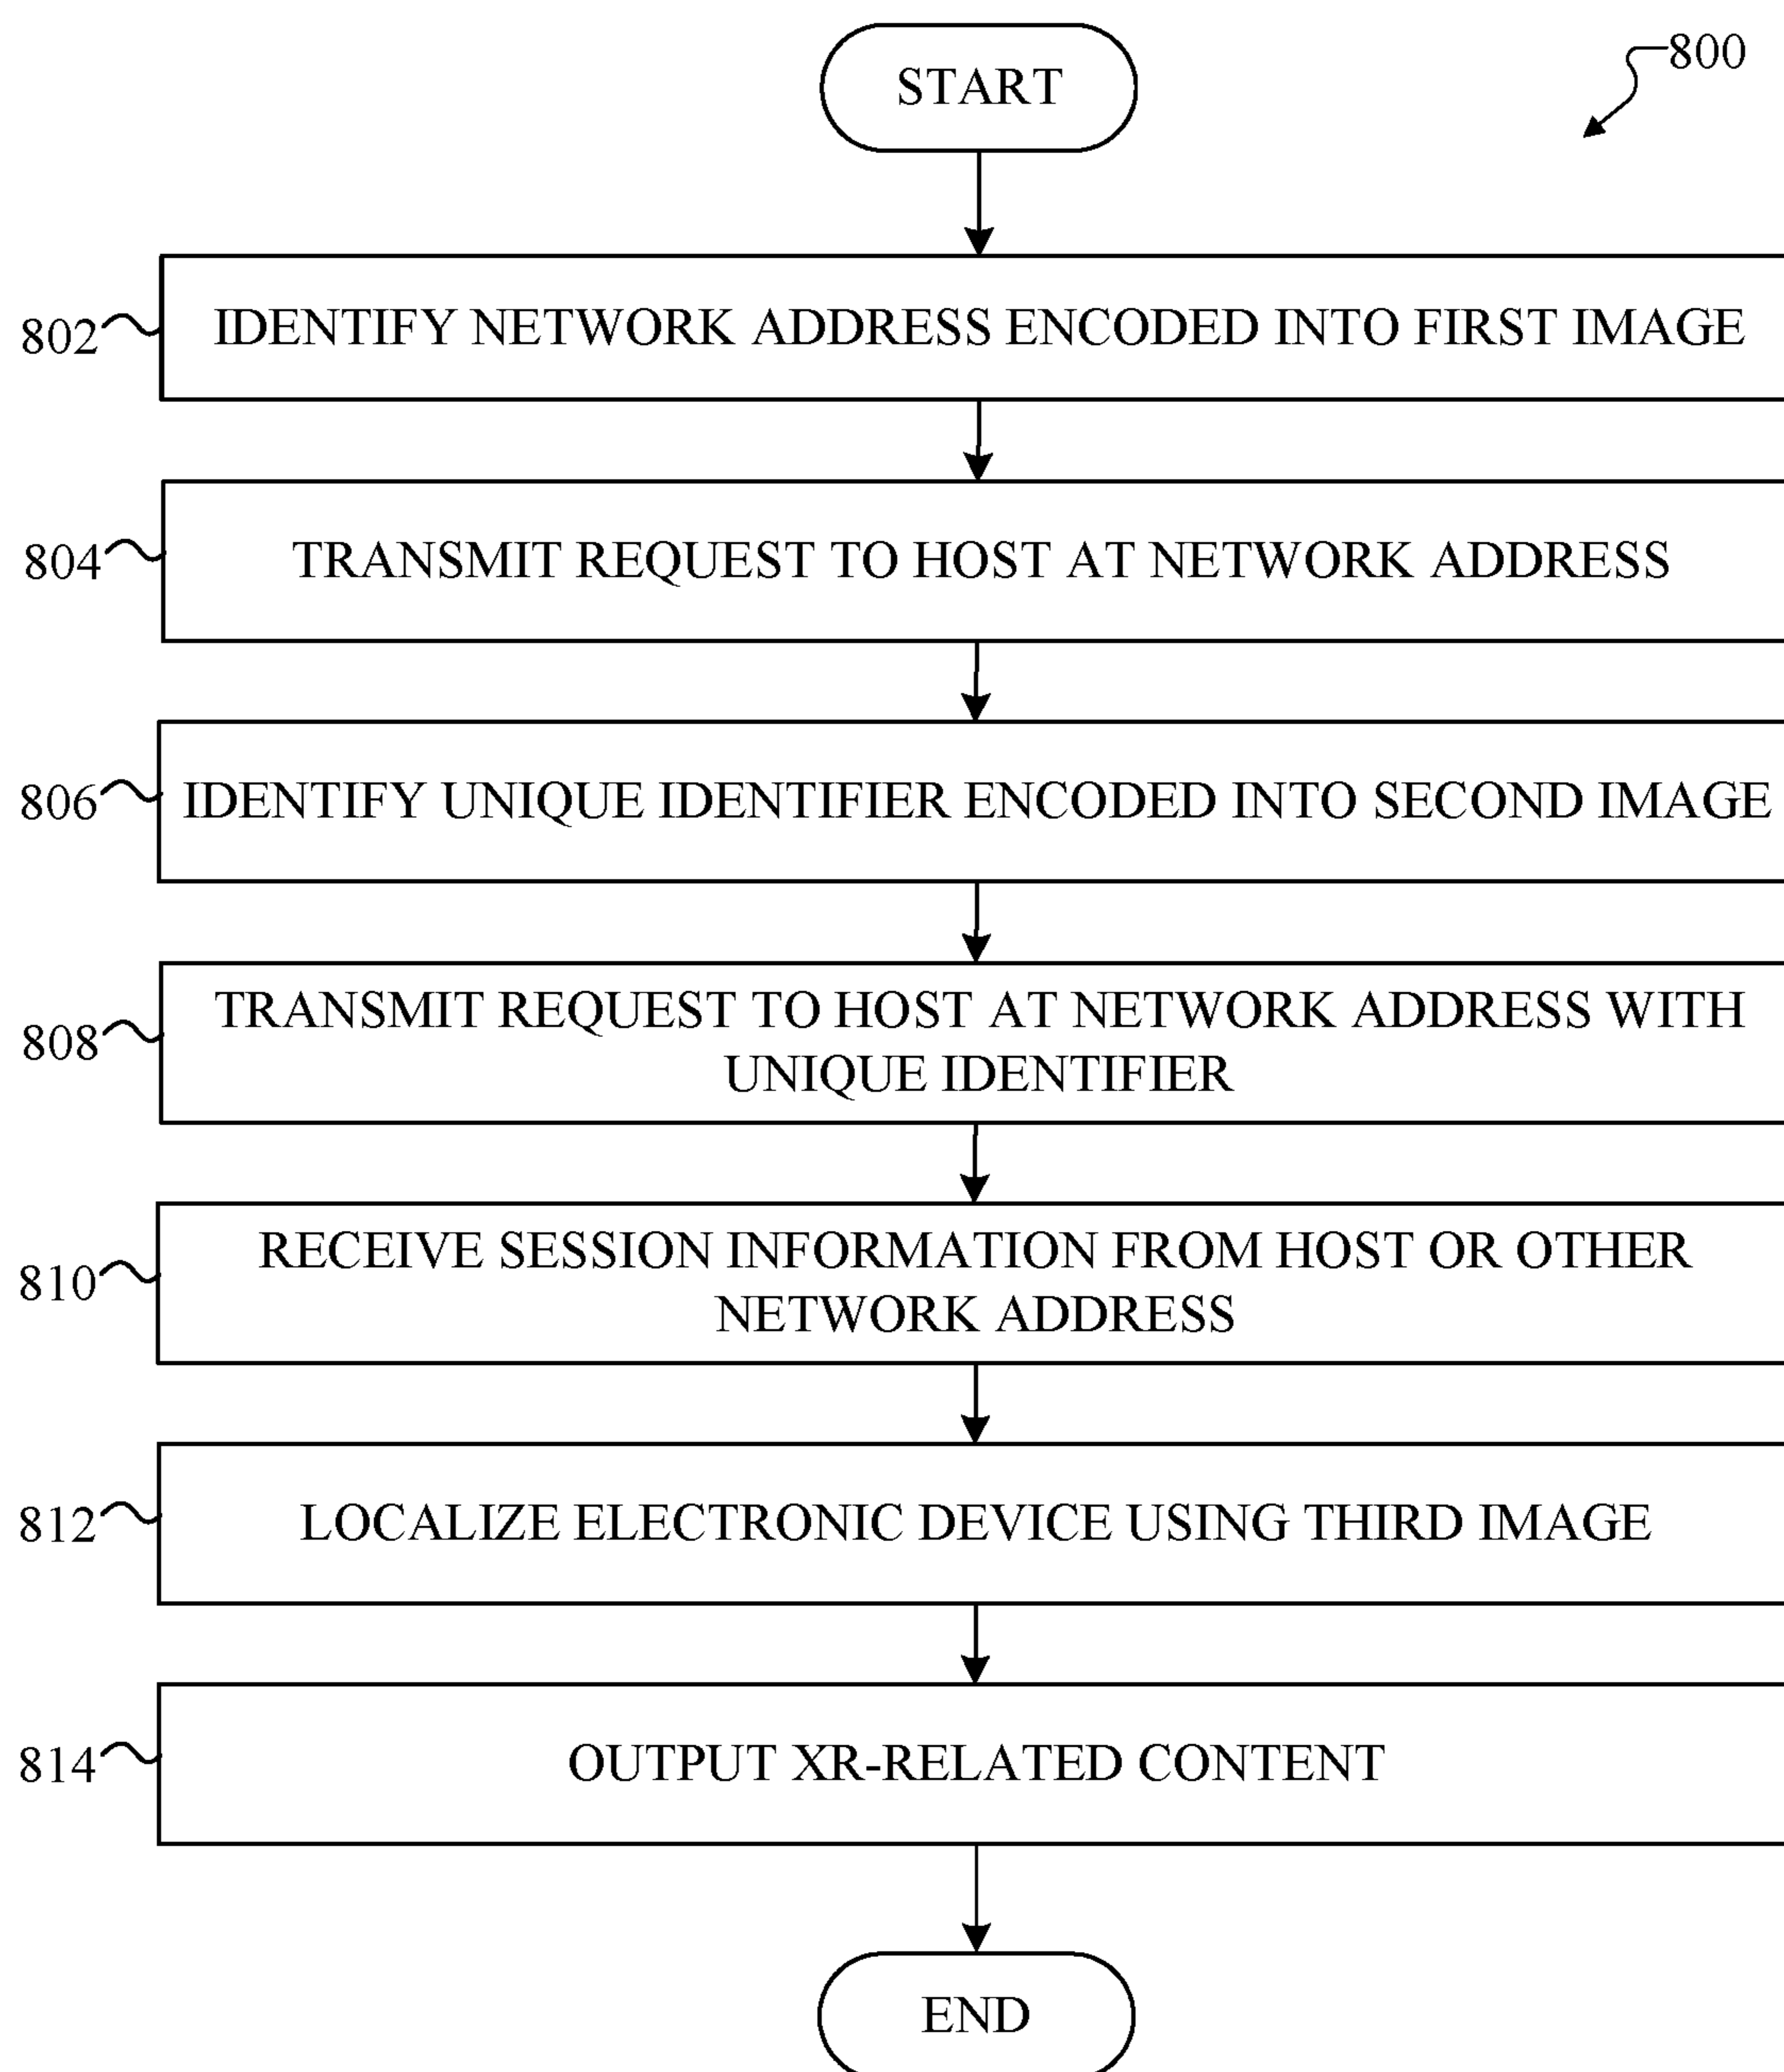 START
800
802
IDENTIFY NETWORK ADDRESS ENCODED INTO FIRST IMAGE
804
TRANSMIT REQUEST TO HOST AT NETWORK ADDRESS
806
IDENTIFY UNIQUE IDENTIFIER ENCODED INTO SECOND IMAGE
808
TRANSMIT REQUEST TO HOST AT NETWORK ADDRESS WITH
UNIQUE IDENTIFIER
810
RECEIVE SESSION INFORMATION FROM HOST OR OTHER
NETWORK ADDRESS
812
LOCALIZE ELECTRONIC DEVICE USING THIRD IMAGE
814
OUTPUT XR-RELATED CONTENT
END